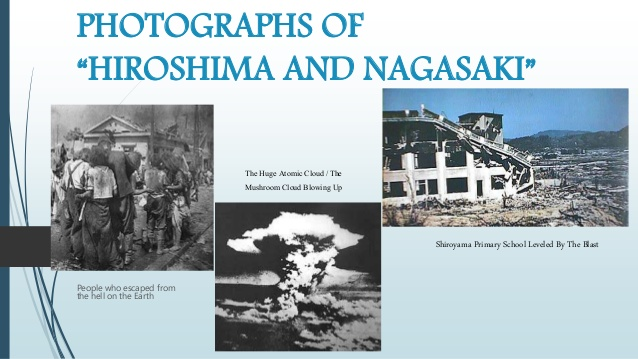 PHOTOGRAPHS OF
“HIROSHIMA AND NAGASAKI”
The Huge Atomic Cloud / The
Mushroom Cloud Blowing Up
Shiroyama Primary School Leveled By The Blast
People who escaped from
the hell on the Earth